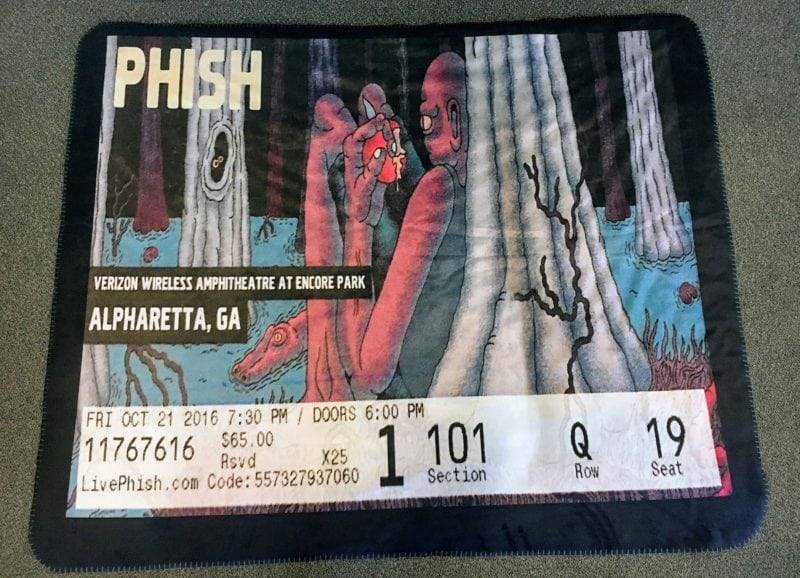 PHISH
VERIZON WIRELESS AMPHITHEATRE AT ENCORE PARK
ALPHARETTA, GA
FRI OCT 21 2016 7:30 PM / DOORS 6:00 PM
11767616 $65.00 Rsvd X25 1 101 Section Q Row 19 Seat
LivePhish.com Code:557327937060